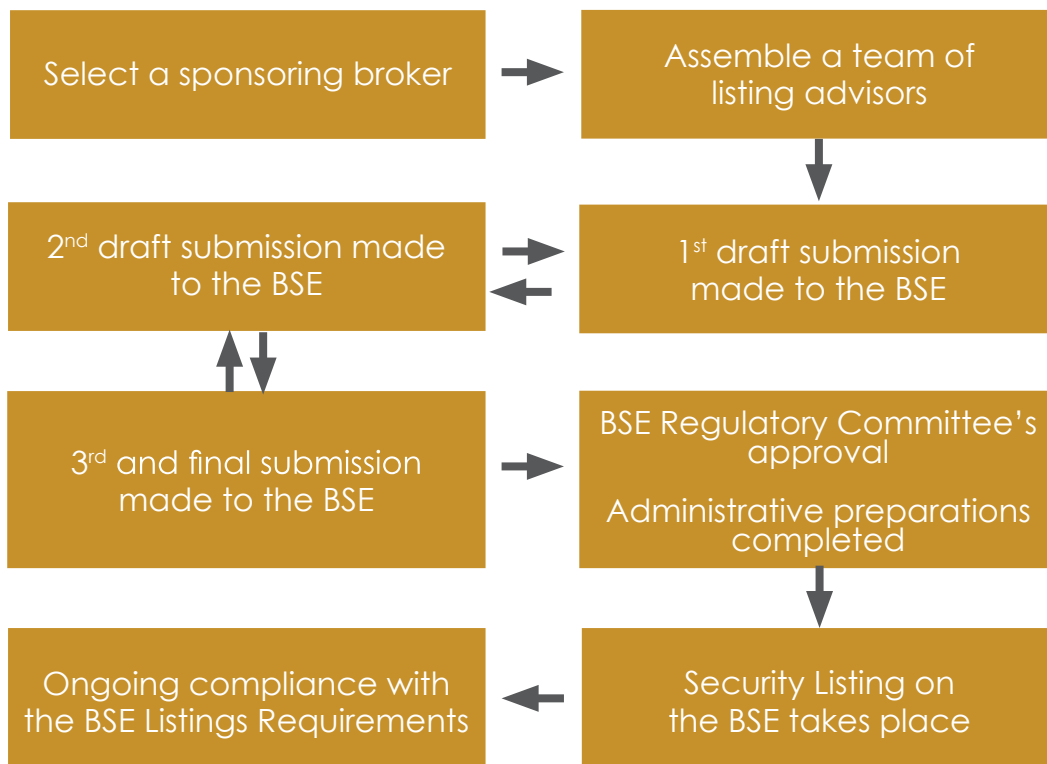 Select a sponsoring broker
Assemble a team of
listing advisors
2nd draft submission made
to the BSE
1st draft submission
made to the BSE
3rd and final submission
made to the BSE
BSE Regulatory Committee's
approval
Administrative preparations
completed
Ongoing compliance with
the BSE Listings Requirements
Security Listing on
the BSE takes place